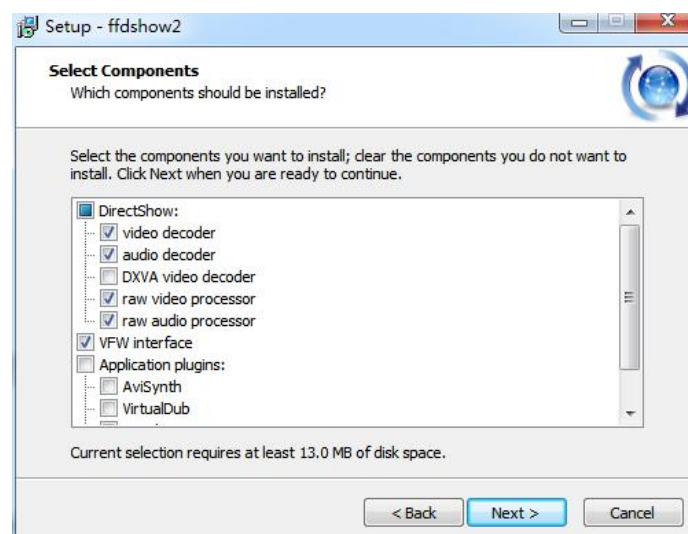 Setup - ffdshow2
Select Components
Which components should be installed?
Select the components you want to install; clear the components you do not want to
install. Click Next when you are ready to continue.
DirectShow:
video decoder
audio decoder
DXVA video decoder
raw video processor
raw audio processor
VFW interface
Application plugins:
AviSynth
VirtualDub
Current selection requires at least 13.0 MB of disk space.
< Back
Next >
Cancel